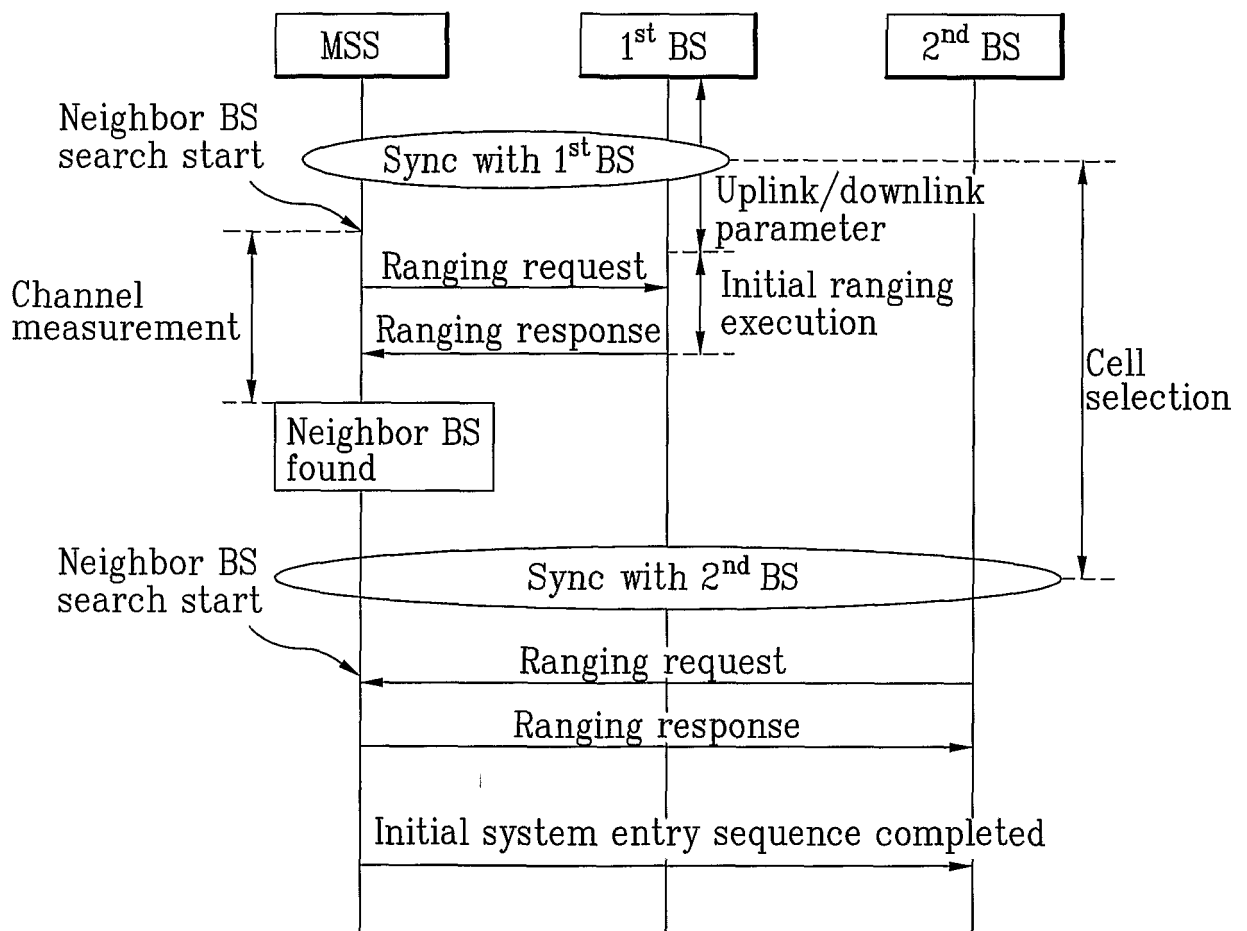 MSS
1st BS
2nd BS
Neighbor BS
search start
Sync with 1st BS
Uplink/downlink
parameter
Ranging request
Initial ranging
execution
Channel
measurement
Ranging response
Cell
selection
Neighbor BS
found
Neighbor BS
search start
Sync with 2nd BS
Ranging request
Ranging response
Initial system entry sequence completed